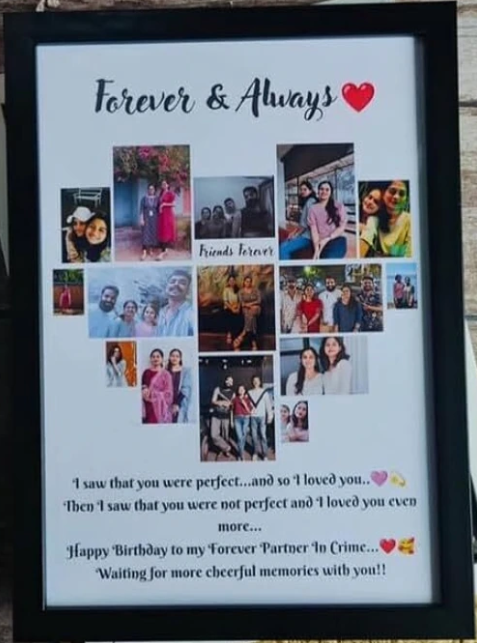 Forever & Always❤️
Friends Forever
I saw that you were perfect...and so I loved you..🩷💫
Then I saw that you were not perfect and I loved you even
more...
Happy Birthday to my Forever Partner In Crime...❤️🥰
Waiting for more cheerful memories with you!!